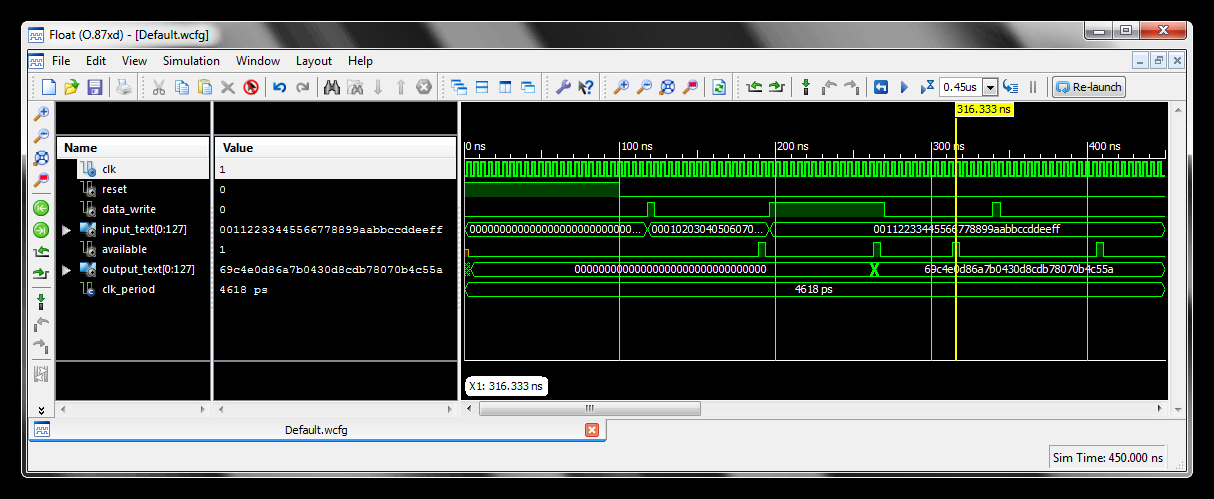 Float (O.87xd) - [Default.wcfg]
File Edit View Simulation Window Layout Help
0.45us Re-launch
316.333 ns
Name Value
0 ns 100 ns 200 ns 300 ns 400 ns
clk 1
reset 0
data_write 0
input_text[0:127] 00112233445566778899aabbccddeeff 000000000000000000000000000... 000102030405060 70... 00112233445566778899aabbccddeeff
available 1
output_text[0:127] 69c4e0d86a7b0430d8cdb78070b4c55a 00000000000000000000000000000000 69c4e0d86a7b0430d8cdb78070b4c55a
clk_period 4618 ps 4618 ps
X1: 316.333 ns
Default.wcfg
Sim Time: 450.000 ns